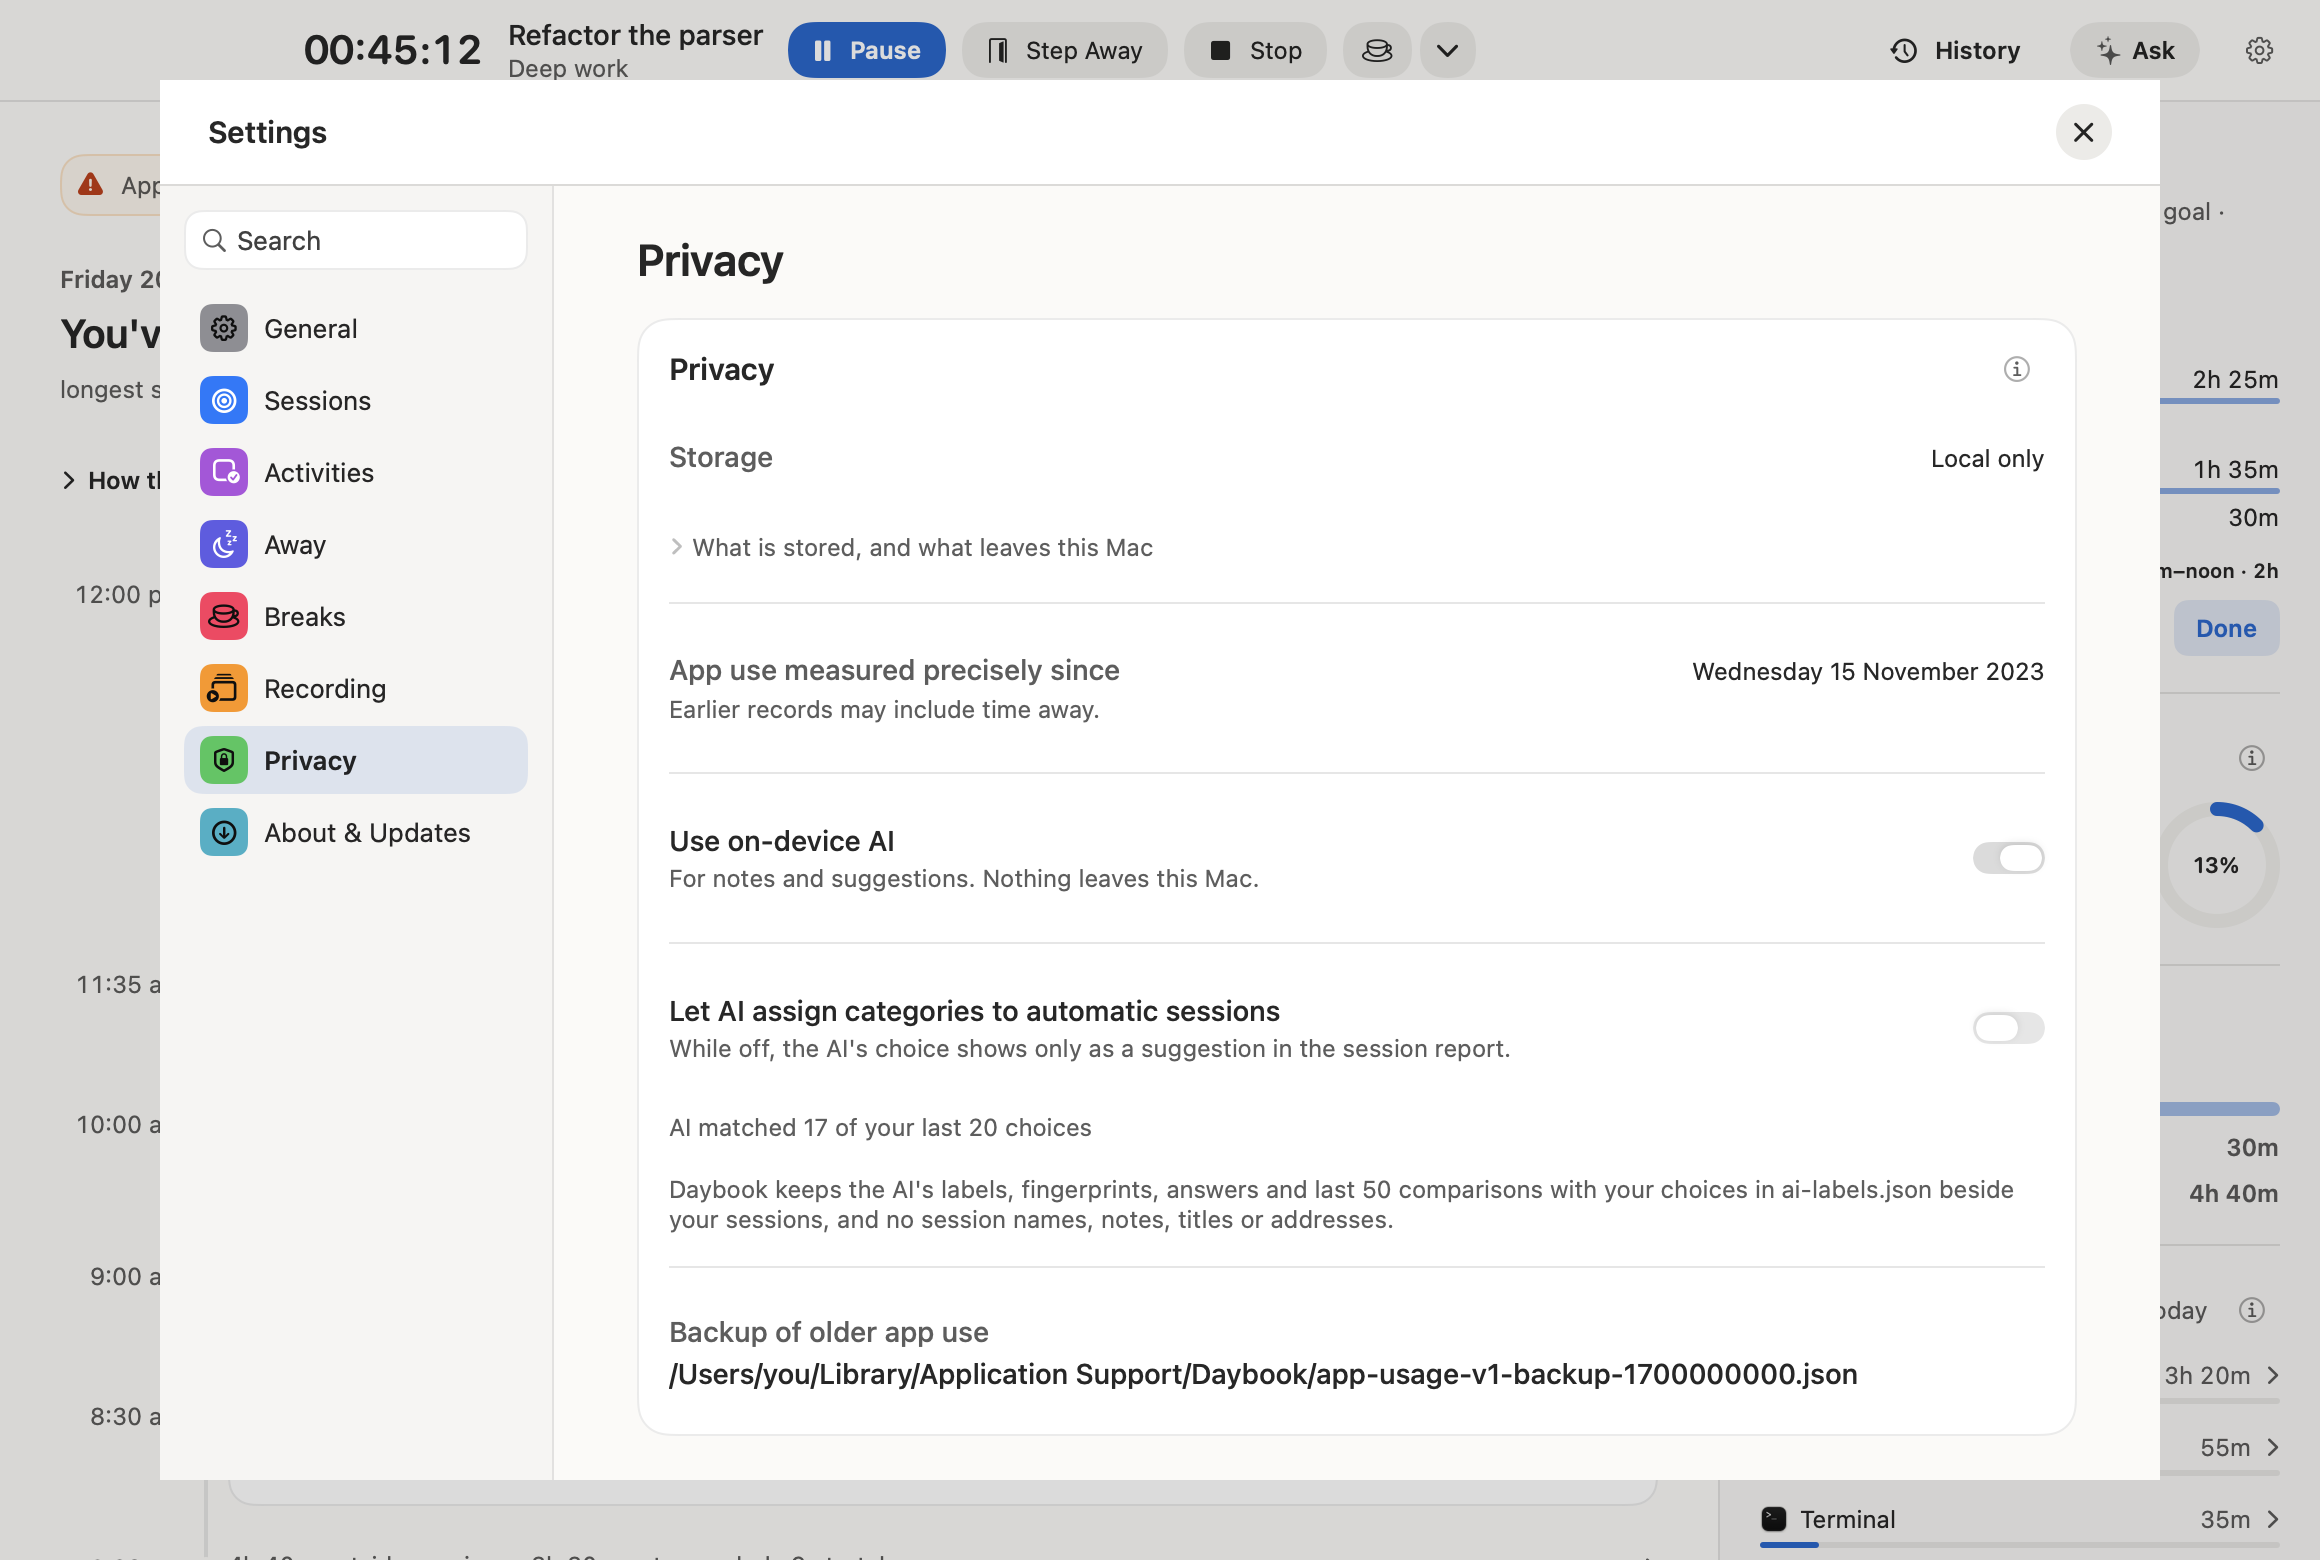 00:45:12
Refactor the parser
Deep work
Pause
Step Away
Stop
History
Ask
Settings
Search
General
Sessions
Activities
Away
Breaks
Recording
Privacy
About & Updates
Privacy
Privacy
Storage
Local only
What is stored, and what leaves this Mac
App use measured precisely since
Wednesday 15 November 2023
Earlier records may include time away.
Use on-device AI
For notes and suggestions. Nothing leaves this Mac.
Let AI assign categories to automatic sessions
While off, the AI's choice shows only as a suggestion in the session report.
AI matched 17 of your last 20 choices
Daybook keeps the AI's labels, fingerprints, answers and last 50 comparisons with your choices in ai-labels.json beside
your sessions, and no session names, notes, titles or addresses.
Backup of older app use
/Users/you/Library/Application Support/Daybook/app-usage-v1-backup-1700000000.json
App
Friday
You'v
longest
How
12:00
11:35
10:00
9:00
8:30
goal ·
2h 25m
1h 35m
30m
–noon · 2h
Done
13%
30m
4h 40m
3h 20m
55m
Terminal
35m